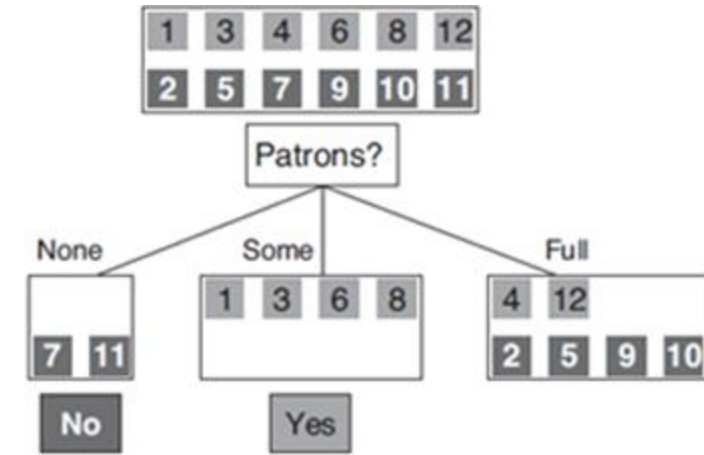 1 3 4 6 8 12
2 5 7 9 10 11
Patrons?
None Some Full
1 3 6 8 4 12
7 11 2 5 9 10
No Yes